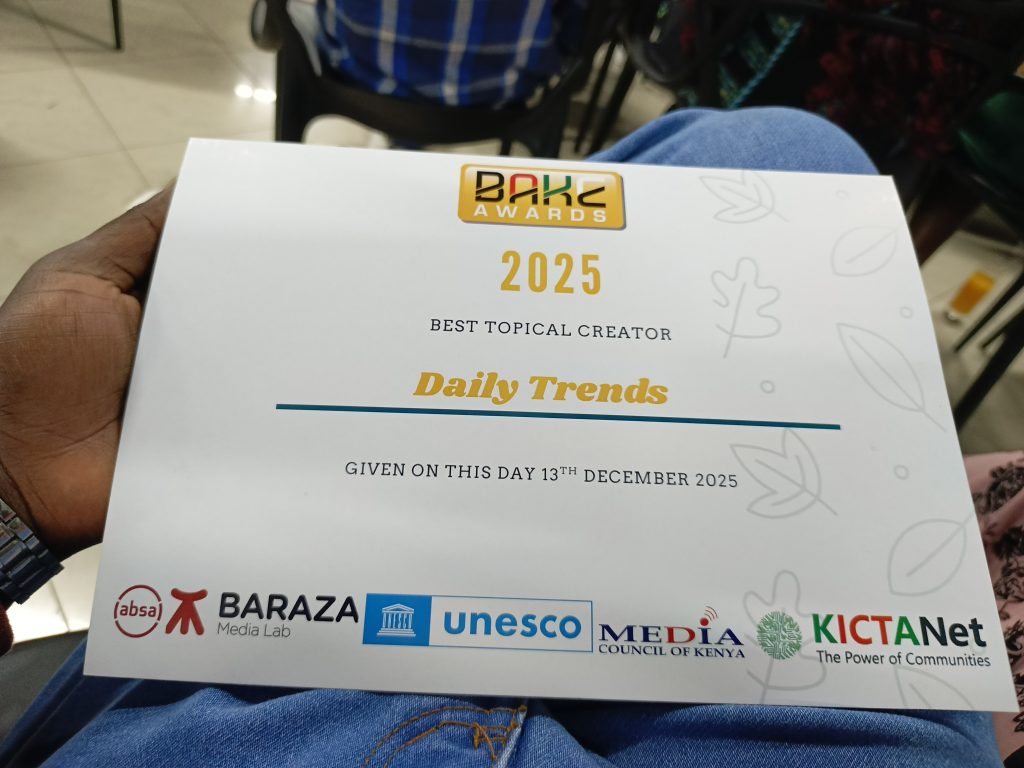 BAKE
AWARDS
2025
BEST TOPICAL CREATOR
Daily Trends
GIVEN ON THIS DAY 13TH DECEMBER 2025
absa
BARAZA
Media Lab
unesco
MEDIA
COUNCIL OF KENYA
KICTANet
The Power of Communities